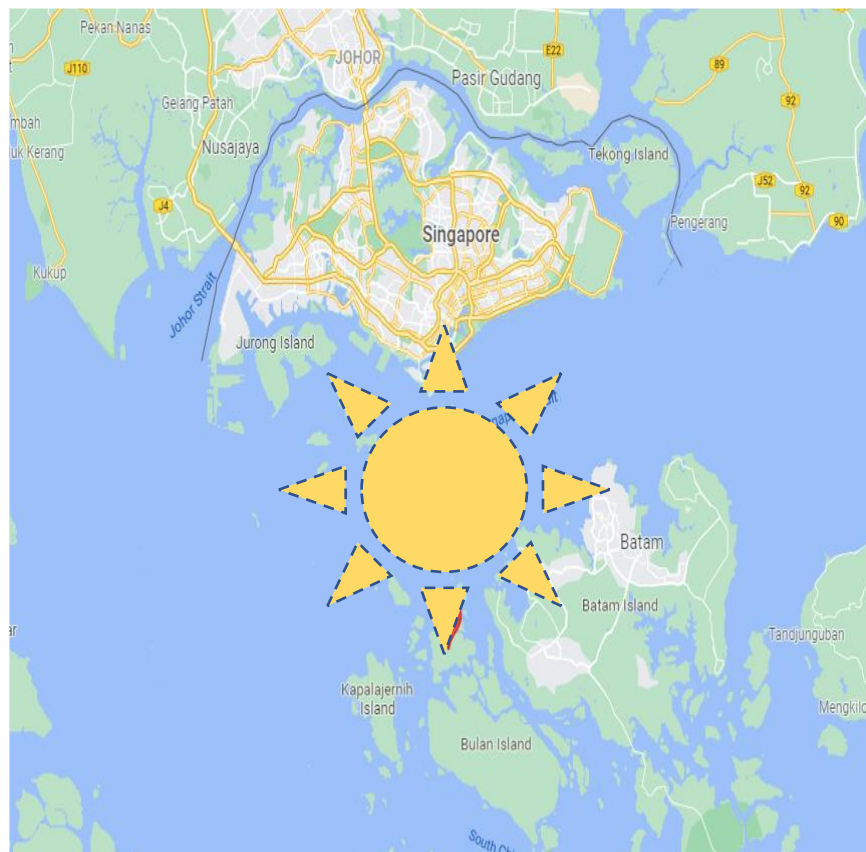 Pekan Nanas
JOHOR
E22
Pasir Gudang
89
J110
92
Gelang Patah
Nusajaya
Tekong Island
J52
92
J4
Singapore
Pengerang
90
Kukup
Johor Strait
Jurong Island
Batam
Batam Island
Tandjunguban
Kapalajernih
Island
Bulan Island